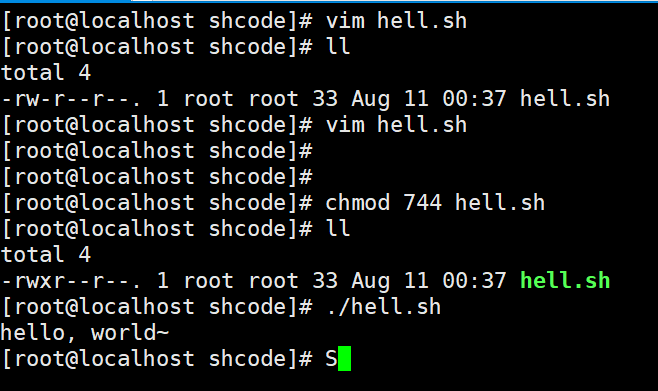 [root@localhost shcode]# vim hell.sh
[root@localhost shcode]# ll
total 4
-rw-r--r--. 1 root root 33 Aug 11 00:37 hell.sh
[root@localhost shcode]# vim hell.sh
[root@localhost shcode]#
[root@localhost shcode]#
[root@localhost shcode]# chmod 744 hell.sh
[root@localhost shcode]# ll
total 4
-rwxr--r--. 1 root root 33 Aug 11 00:37 hell.sh
[root@localhost shcode]# ./hell.sh
hello, world~
[root@localhost shcode]# S